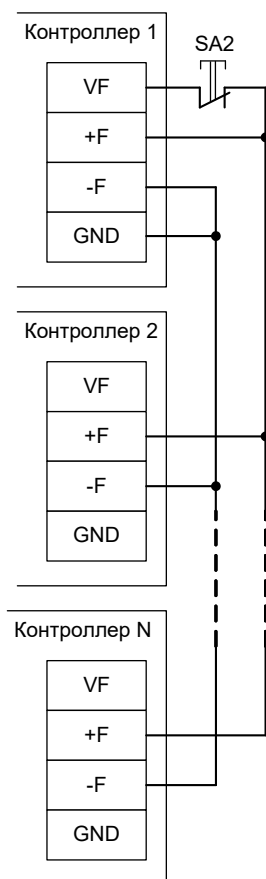 Контроллер 1
SA2
VF
+F
-F
GND
Контроллер 2
VF
+F
-F
GND
Контроллер N
VF
+F
-F
GND